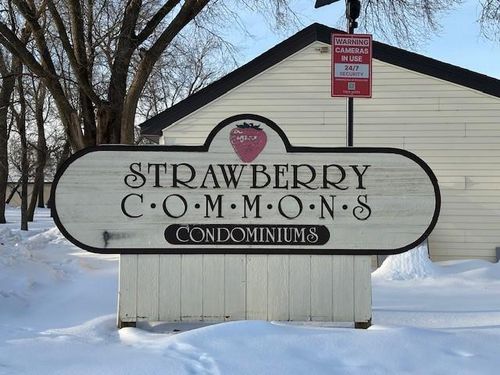 WARNING
CAMERAS
IN USE
24/7
SECURITY
STRAWBERRY
C·O·M·M·O·N·S
CONDOMINIUMS